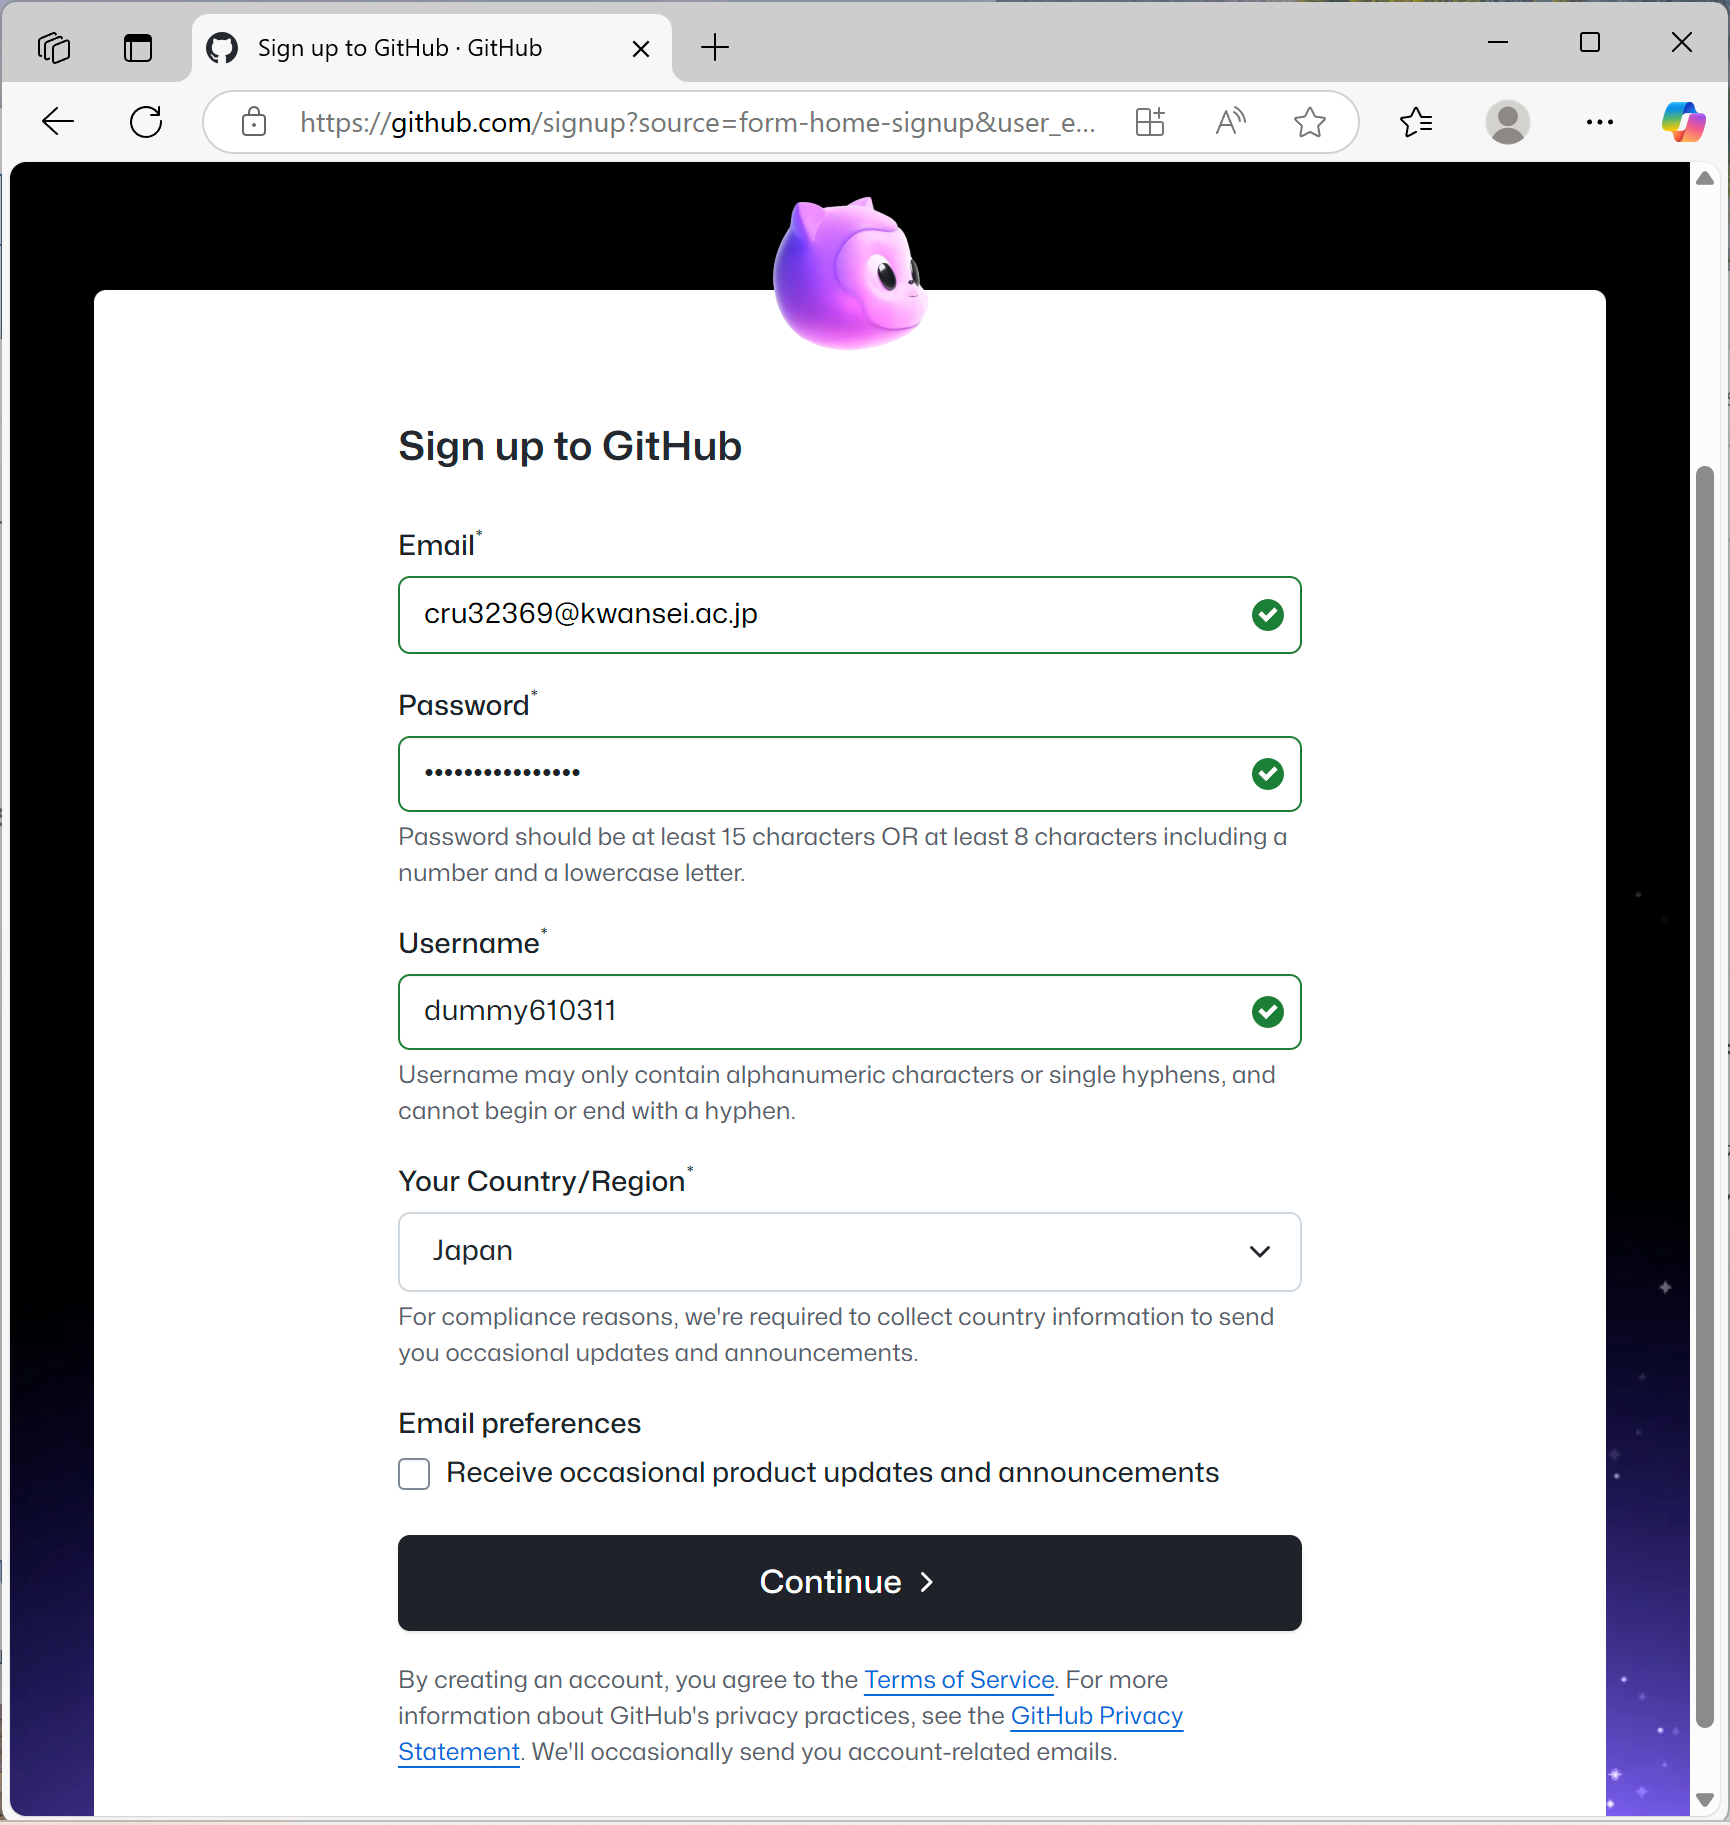 Sign up to GitHub · GitHub
https://github.com/signup?source=form-home-signup&user_e...
Sign up to GitHub
Email*
cru32369@kwansei.ac.jp
Password*
••••••••••••••••
Password should be at least 15 characters OR at least 8 characters including a
number and a lowercase letter.
Username*
dummy610311
Username may only contain alphanumeric characters or single hyphens, and
cannot begin or end with a hyphen.
Your Country/Region*
Japan
For compliance reasons, we're required to collect country information to send
you occasional updates and announcements.
Email preferences
Receive occasional product updates and announcements
Continue
By creating an account, you agree to the Terms of Service. For more
information about GitHub's privacy practices, see the GitHub Privacy
Statement. We'll occasionally send you account-related emails.